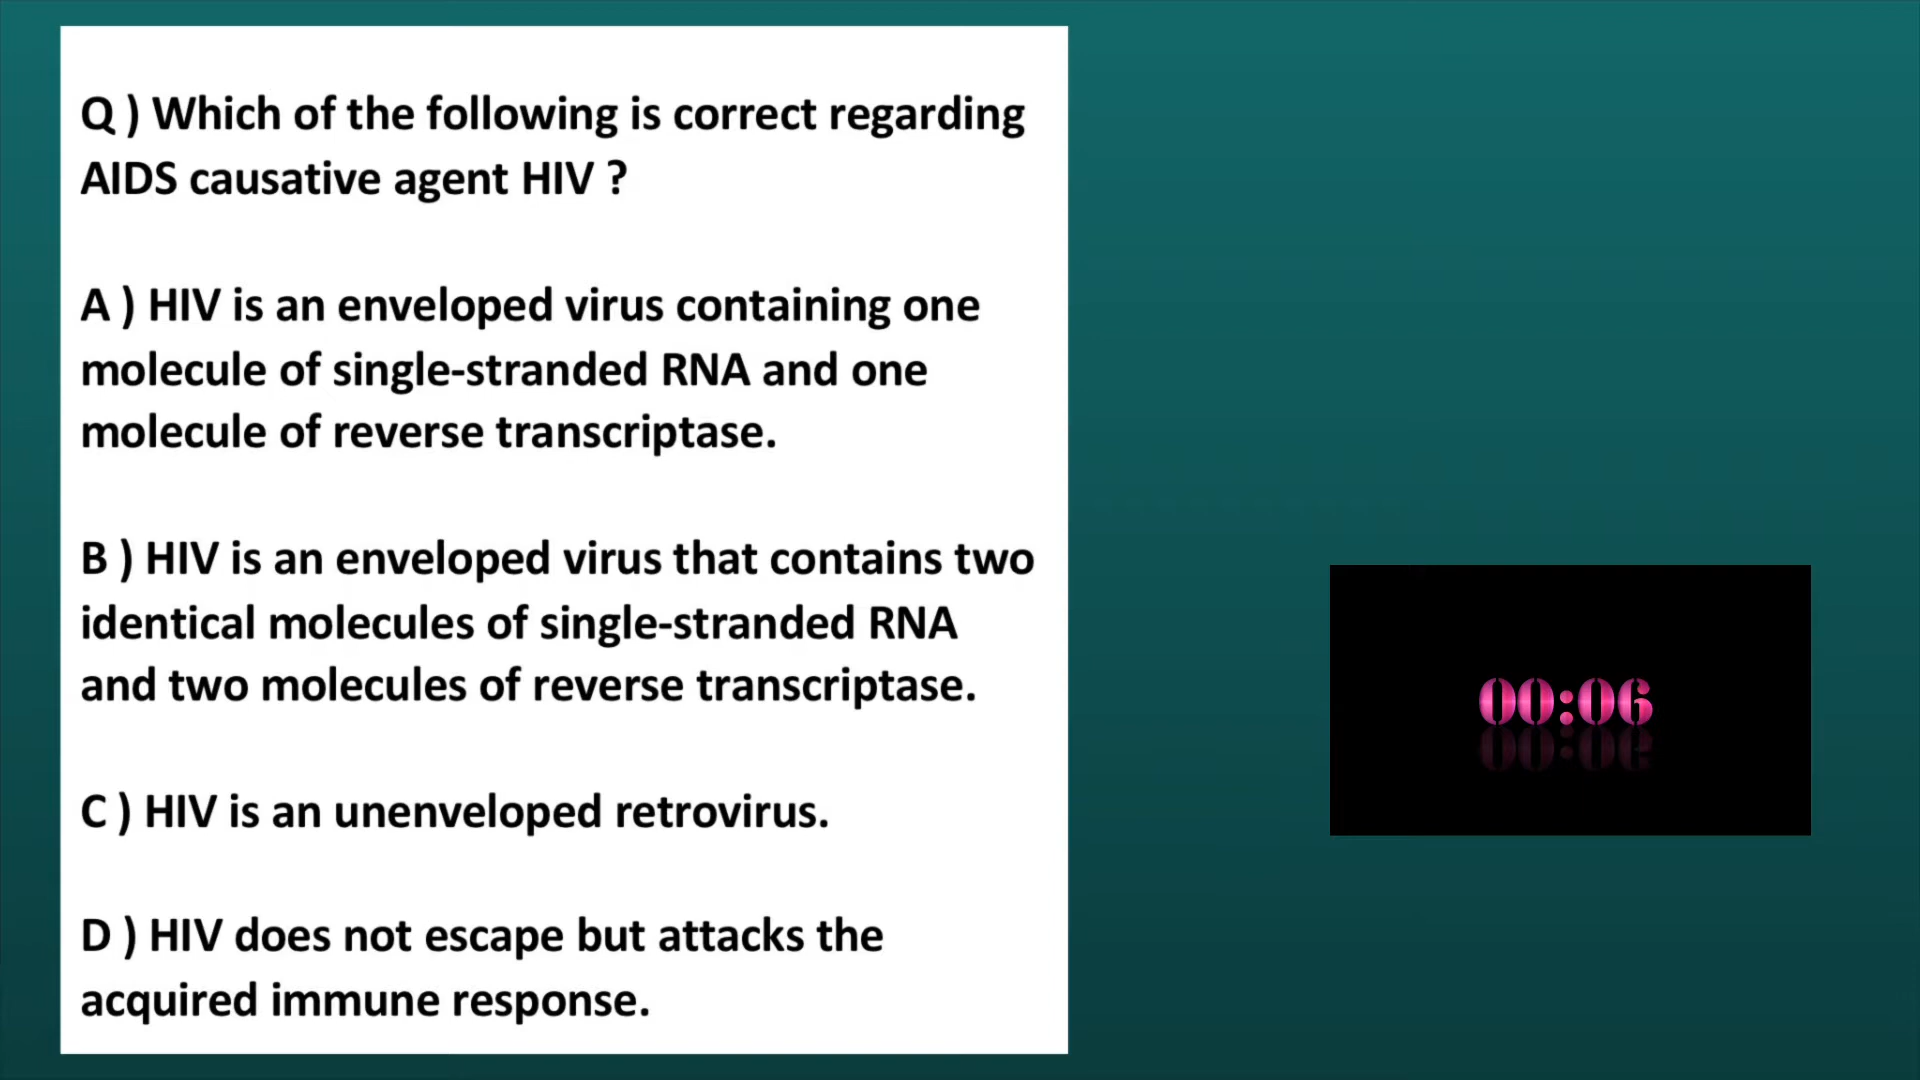 Q ) Which of the following is correct regarding
AIDS causative agent HIV ?
A ) HIV is an enveloped virus containing one
molecule of single-stranded RNA and one
molecule of reverse transcriptase.
B ) HIV is an enveloped virus that contains two
identical molecules of single-stranded RNA
and two molecules of reverse transcriptase.
C ) HIV is an unenveloped retrovirus.
D ) HIV does not escape but attacks the
acquired immune response.
00:06